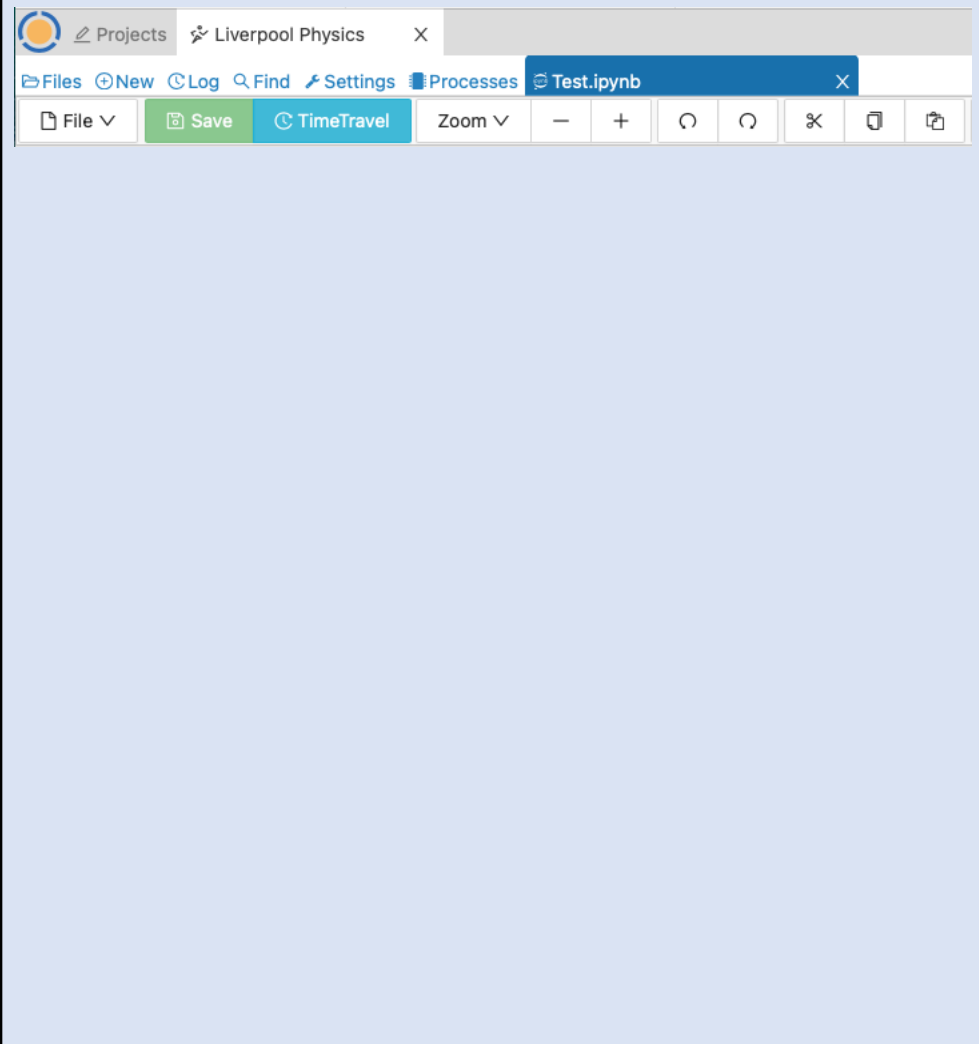 Projects Liverpool Physics
Files New Log Find Settings Processes Test.ipynb
File Save TimeTravel Zoom